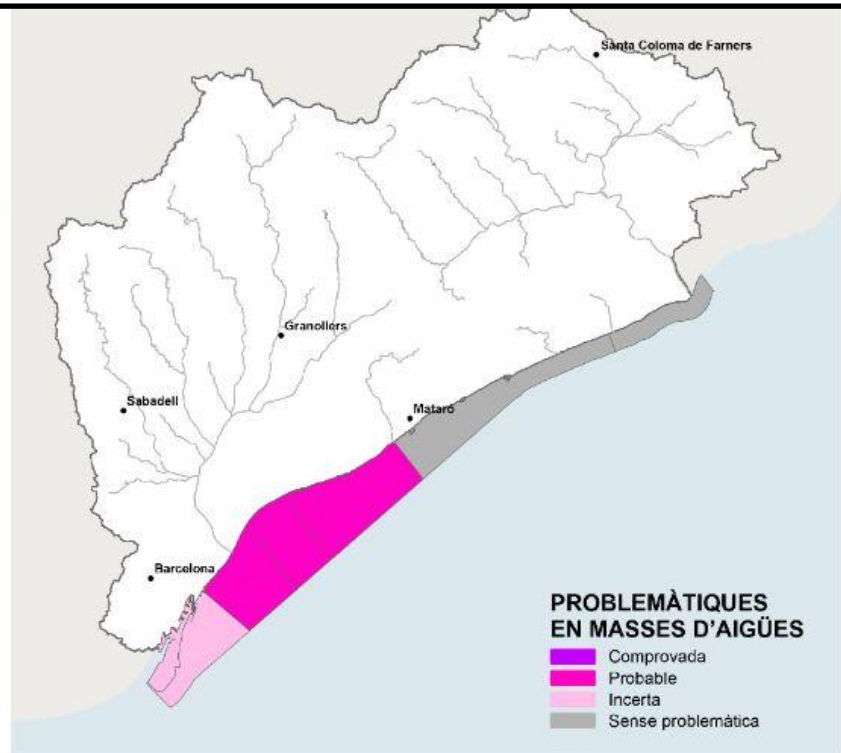 Santa Coloma de Farners
Granollers
Sabadell
Mataró
Barcelona
PROBLEMÀTIQUES
EN MASSES D'AIGÜES
Comprovada
Probable
Incerta
Sense problemàtica